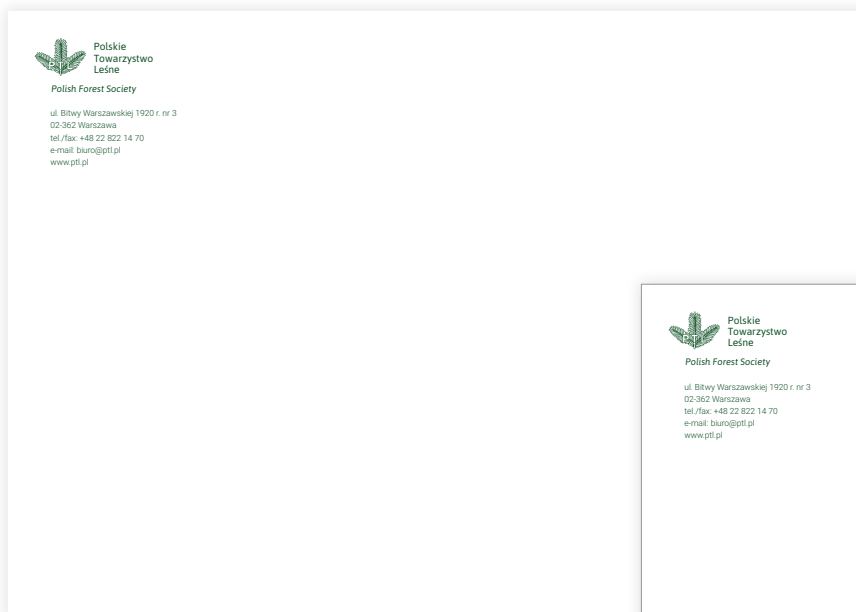 PTL
Polskie
Towarzystwo
Leśne
Polish Forest Society
ul. Bitwy Warszawskiej 1920 r. nr 3
02-362 Warszawa
tel./fax: +48 22 822 14 70
e-mail: biuro@ptl.pl
www.ptl.pl
PTL
Polskie
Towarzystwo
Leśne
Polish Forest Society
ul. Bitwy Warszawskiej 1920 r. nr 3
02-362 Warszawa
tel./fax: +48 22 822 14 70
e-mail: biuro@ptl.pl
www.ptl.pl